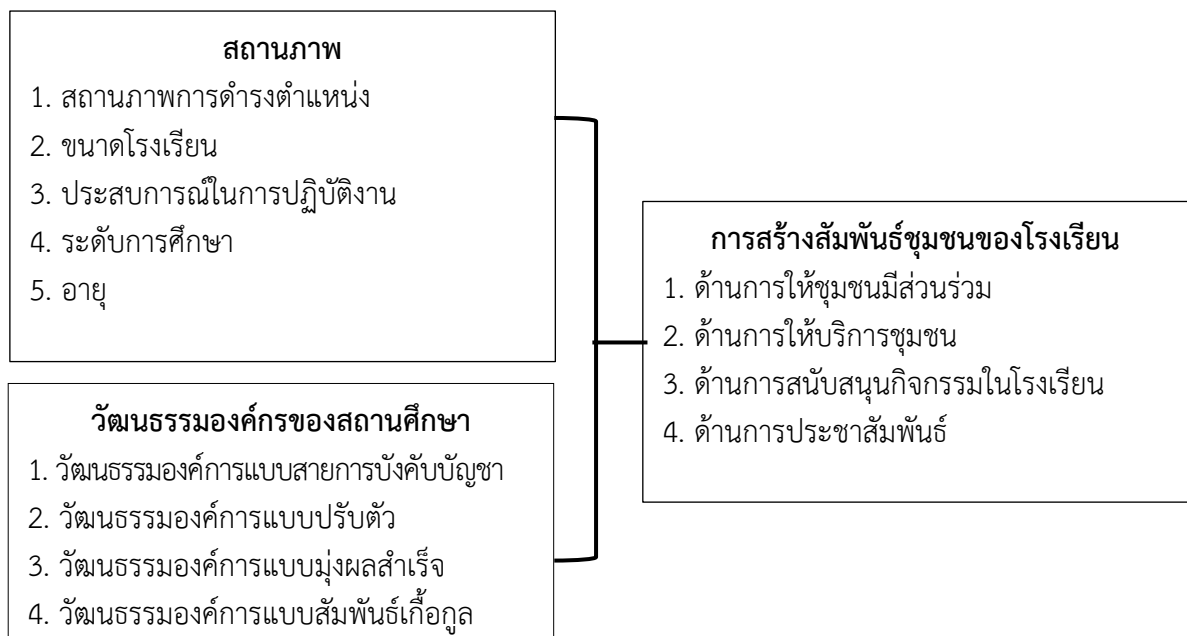 สถานภาพ
1. สถานภาพการดำรงตำแหน่ง
2. ขนาดโรงเรียน
3. ประสบการณ์ในการปฏิบัติงาน
4. ระดับการศึกษา
5. อายุ
วัฒนธรรมองค์กรของสถานศึกษา
1. วัฒนธรรมองค์การแบบสายการบังคับบัญชา
2. วัฒนธรรมองค์การแบบปรับตัว
3. วัฒนธรรมองค์การแบบมุ่งผลสำเร็จ
4. วัฒนธรรมองค์การแบบสัมพันธ์เกื้อกูล
การสร้างสัมพันธ์ชุมชนของโรงเรียน
1. ด้านการให้ชุมชนมีส่วนร่วม
2. ด้านการให้บริการชุมชน
3. ด้านการสนับสนุนกิจกรรมในโรงเรียน
4. ด้านการประชาสัมพันธ์